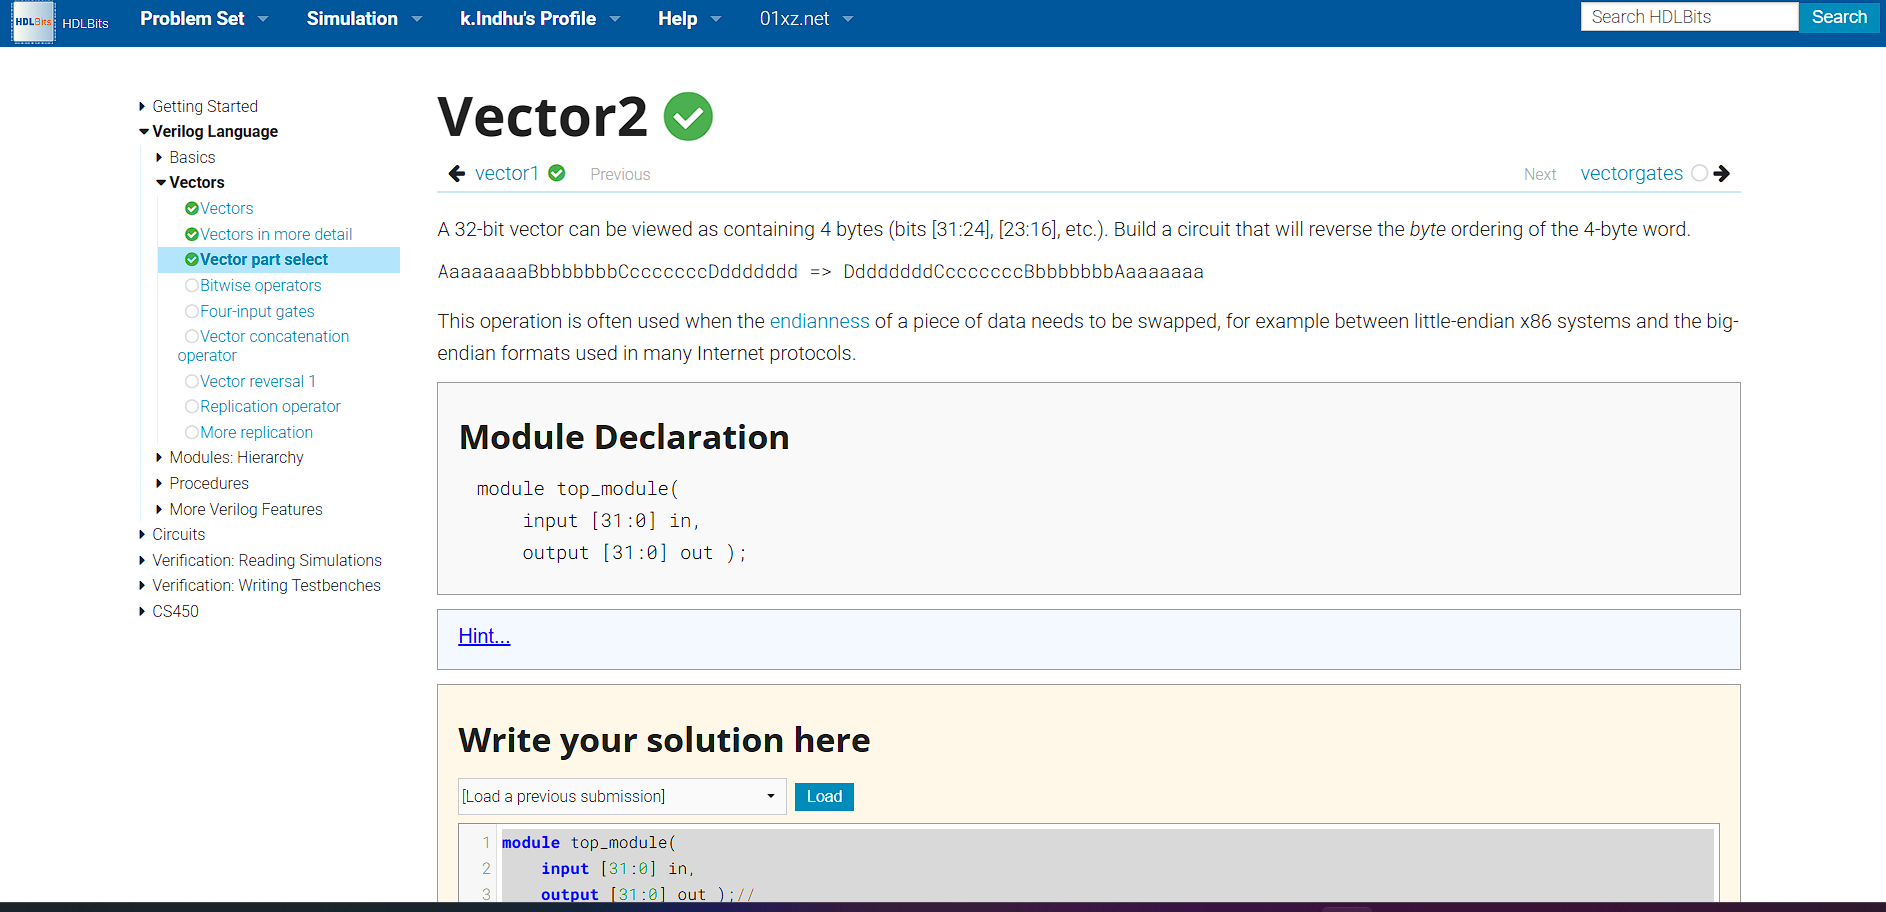 HDLBits HDLBits Problem Set Simulation k.Indhu's Profile Help 01xz.net Search HDLBits Search
Getting Started
Verilog Language
Basics
Vectors
Vectors
Vectors in more detail
Vector part select
Bitwise operators
Four-input gates
Vector concatenation
operator
Vector reversal 1
Replication operator
More replication
Modules: Hierarchy
Procedures
More Verilog Features
Circuits
Verification: Reading Simulations
Verification: Writing Testbenches
CS450
Vector2
vector1 Previous Next vectorgates
A 32-bit vector can be viewed as containing 4 bytes (bits [31:24], [23:16], etc.). Build a circuit that will reverse the byte ordering of the 4-byte word.
AaaaaaaaBbbbbbbbCcccccccDddddddd => DdddddddCcccccccBbbbbbbbAaaaaaaa
This operation is often used when the endianness of a piece of data needs to be swapped, for example between little-endian x86 systems and the big-
endian formats used in many Internet protocols.
Module Declaration
module top_module(
input [31:0] in,
output [31:0] out );
Hint...
Write your solution here
[Load a previous submission] Load
1 module top_module(
2 input [31:0] in,
3 output [31:0] out );//